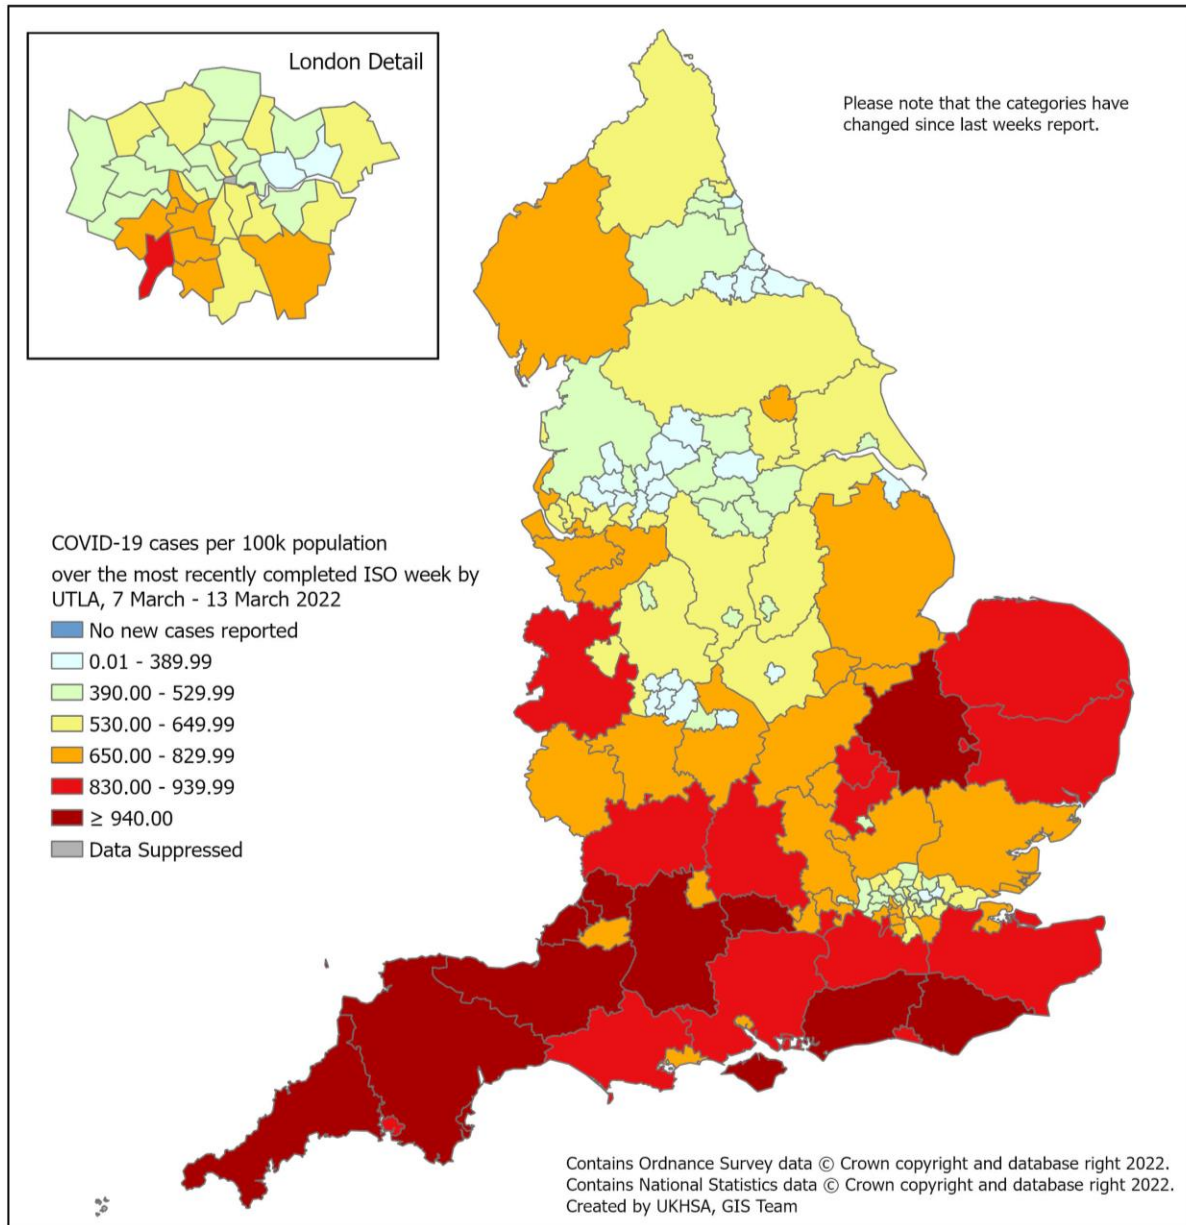 London Detail
Please note that the categories have
changed since last weeks report.
COVID-19 cases per 100k population
over the most recently completed ISO week by
UTLA, 7 March - 13 March 2022
No new cases reported
0.01 - 389.99
390.00 - 529.99
530.00 - 649.99
650.00 - 829.99
830.00 - 939.99
≥ 940.00
Data Suppressed
Contains Ordnance Survey data © Crown copyright and database right 2022.
Contains National Statistics data © Crown copyright and database right 2022.
Created by UKHSA, GIS Team